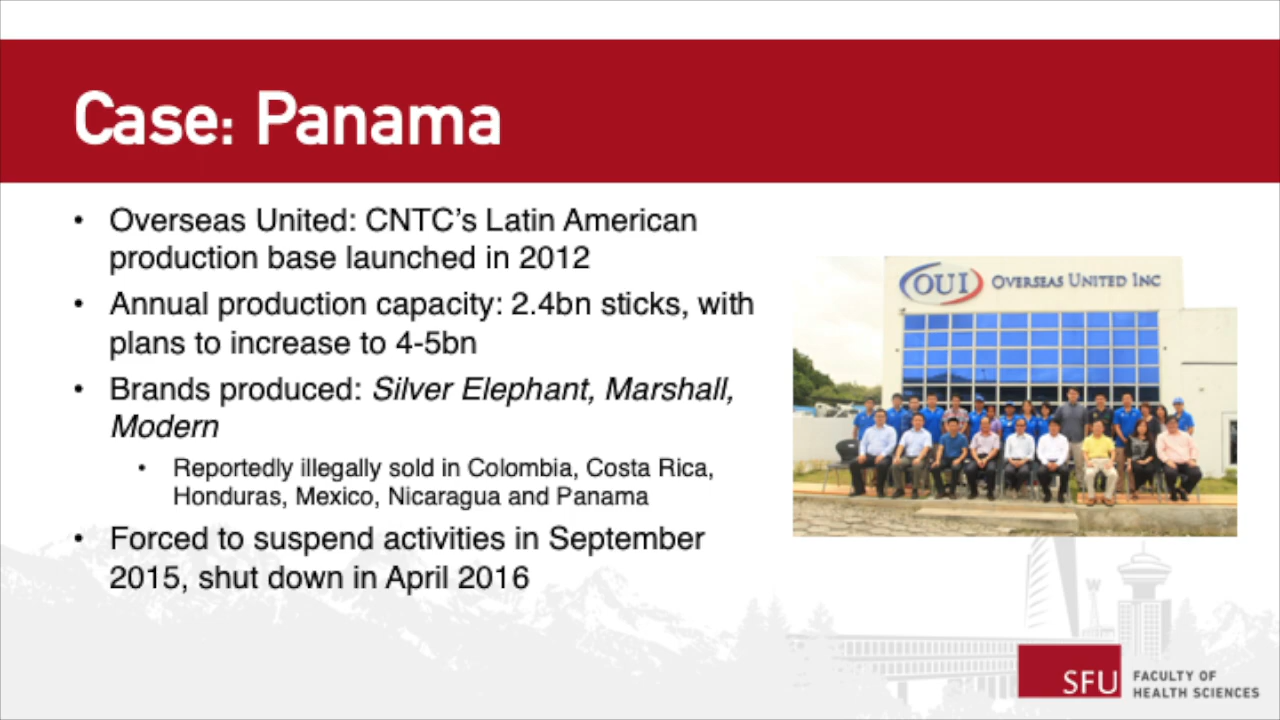 Case: Panama
• Overseas United: CNTC’s Latin American
production base launched in 2012
• Annual production capacity: 2.4bn sticks, with
plans to increase to 4-5bn
• Brands produced: Silver Elephant, Marshall,
Modern
• Reportedly illegally sold in Colombia, Costa Rica,
Honduras, Mexico, Nicaragua and Panama
• Forced to suspend activities in September
2015, shut down in April 2016
OUI OVERSEAS UNITED INC
SFU
FACULTY OF
HEALTH SCIENCES